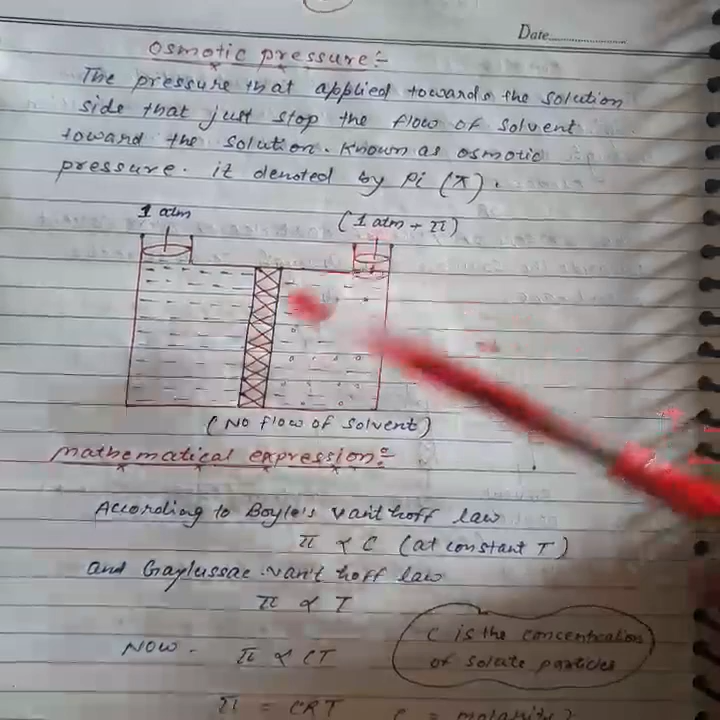 Date
Osmotic pressure:-
The pressure that applied towards the solution
side that just stop the flow of solvent
toward the solution. Known as osmotic
pressure. it denoted by Pi (π).
1 atm
(1 atm + π)
(No flow of solvent)
mathematical expression:-
According to Boyle's van't hoff law
π ∝ C (at constant T)
and Gaylussac van't hoff law
π ∝ T
C is the concentration
of solute particles
NOW - π ∝ CT
π = CRT C = molarity?